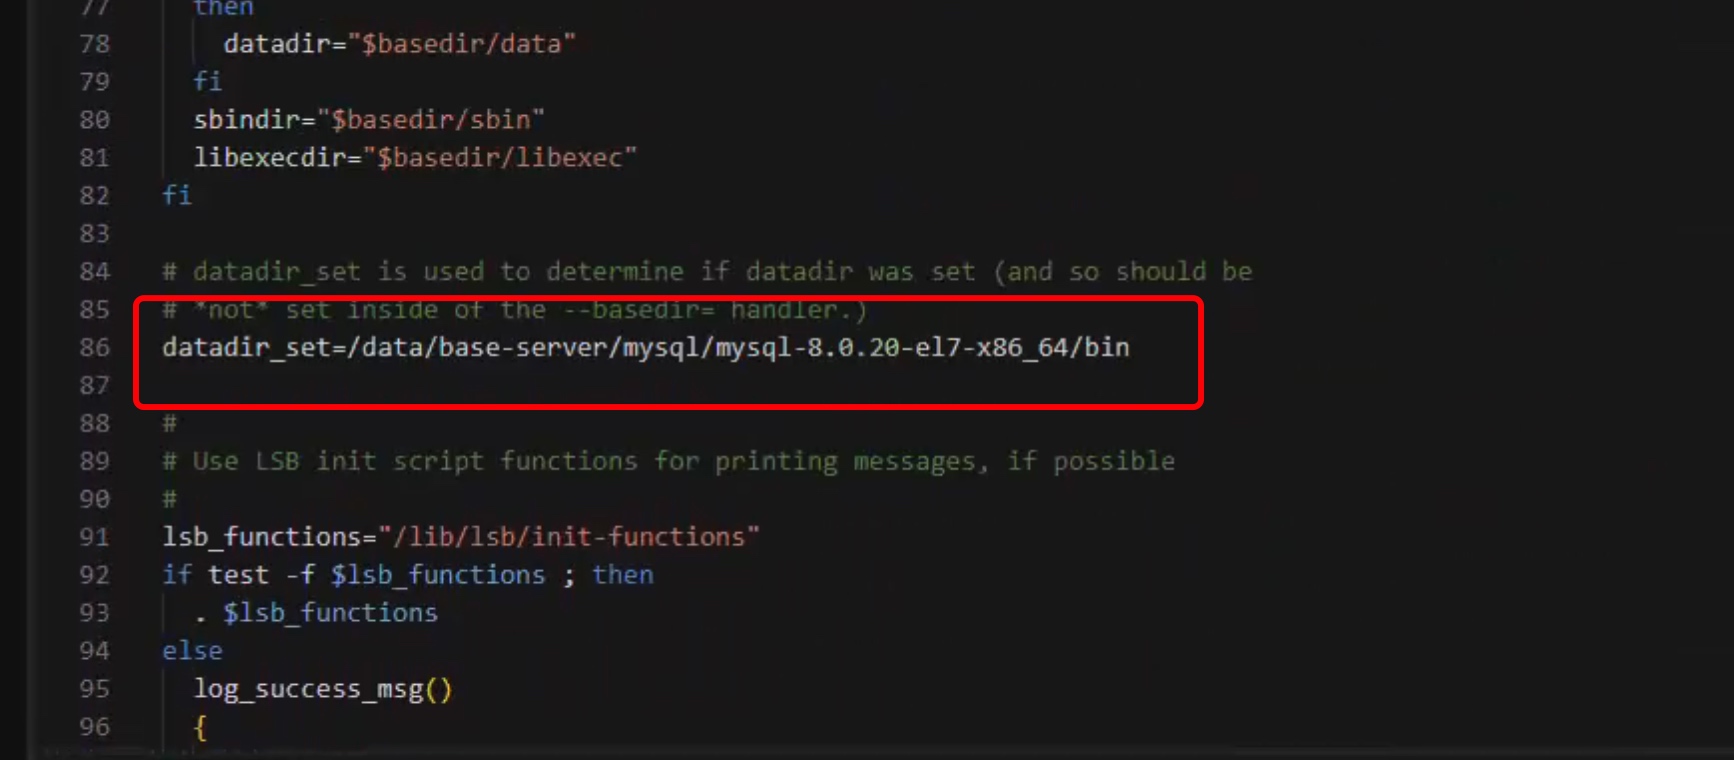 77 then
78 datadir="$basedir/data"
79 fi
80 sbindir="$basedir/sbin"
81 libexecdir="$basedir/libexec"
82 fi
83
84 # datadir_set is used to determine if datadir was set (and so should be
85 # *not* set inside of the --basedir= handler.)
86 datadir_set=/data/base-server/mysql/mysql-8.0.20-el7-x86_64/bin
87
88 #
89 # Use LSB init script functions for printing messages, if possible
90 #
91 lsb_functions="/lib/lsb/init-functions"
92 if test -f $lsb_functions ; then
93 . $lsb_functions
94 else
95 log_success_msg()
96 {